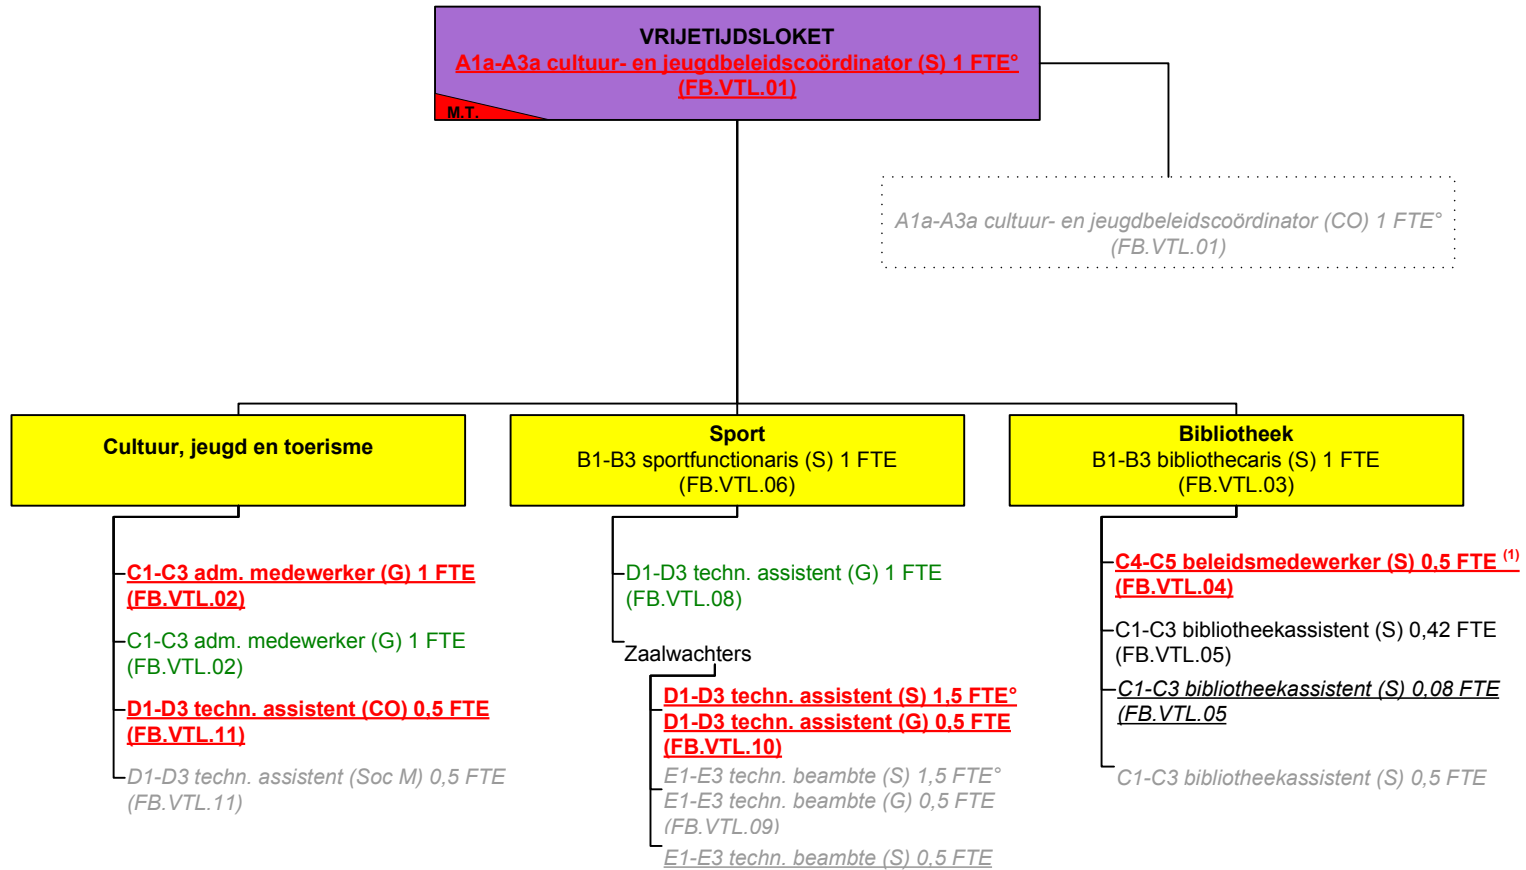 VRIJETIJDSLOKET
A1a-A3a cultuur- en jeugdbeleidscoördinator (S) 1 FTE°
(FB.VTL.01)
M.T.
A1a-A3a cultuur- en jeugdbeleidscoördinator (CO) 1 FTE°
(FB.VTL.01)
Cultuur, jeugd en toerisme
C1-C3 adm. medewerker (G) 1 FTE
(FB.VTL.02)
C1-C3 adm. medewerker (G) 1 FTE
(FB.VTL.02)
D1-D3 techn. assistent (CO) 0,5 FTE
(FB.VTL.11)
D1-D3 techn. assistent (Soc M) 0,5 FTE
(FB.VTL.11)
Sport
B1-B3 sportfunctionaris (S) 1 FTE
(FB.VTL.06)
D1-D3 techn. assistent (G) 1 FTE
(FB.VTL.08)
Zaalwachters
D1-D3 techn. assistent (S) 1,5 FTE°
D1-D3 techn. assistent (G) 0,5 FTE
(FB.VTL.10)
E1-E3 techn. beambte (S) 1,5 FTE°
E1-E3 techn. beambte (G) 0,5 FTE
(FB.VTL.09)
E1-E3 techn. beambte (S) 0,5 FTE
Bibliotheek
B1-B3 bibliothecaris (S) 1 FTE
(FB.VTL.03)
C4-C5 beleidsmedewerker (S) 0,5 FTE (1)
(FB.VTL.04)
C1-C3 bibliotheekassistent (S) 0,42 FTE
(FB.VTL.05)
C1-C3 bibliotheekassistent (S) 0,08 FTE
(FB.VTL.05
C1-C3 bibliotheekassistent (S) 0,5 FTE